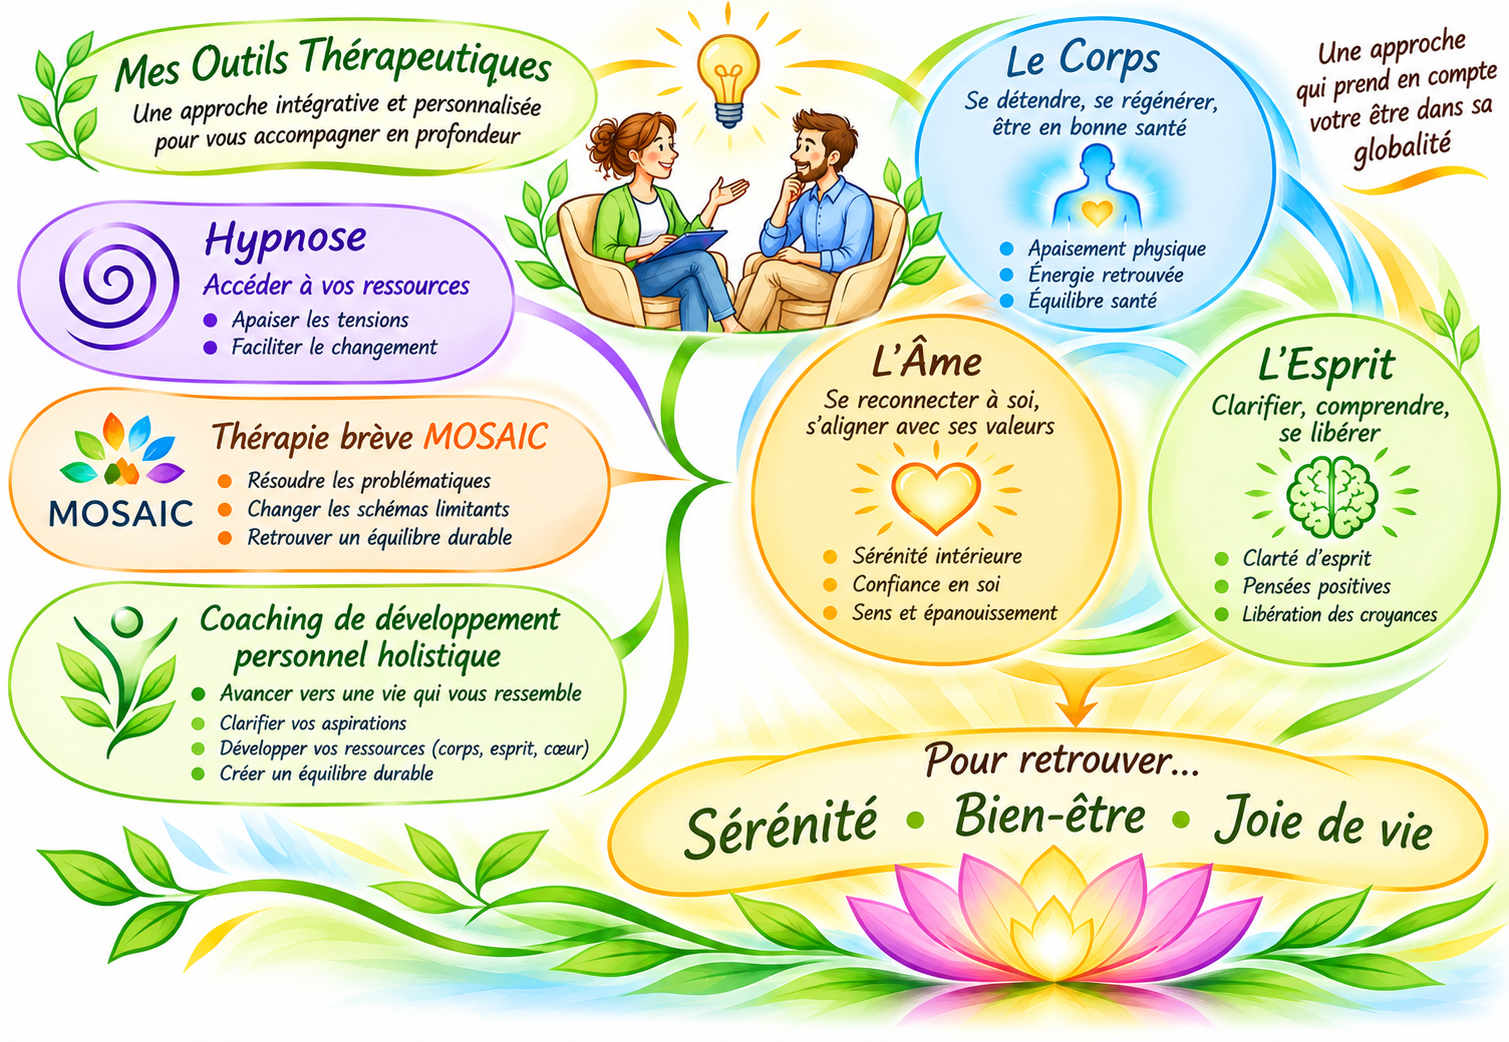 Mes Outils Thérapeutiques
Une approche intégrative et personnalisée
pour vous accompagner en profondeur
Hypnose
Accéder à vos ressources
Apaiser les tensions
Faciliter le changement
MOSAIC
Thérapie brève MOSAIC
Résoudre les problématiques
Changer les schémas limitants
Retrouver un équilibre durable
Coaching de développement
personnel holistique
Avancer vers une vie qui vous ressemble
Clarifier vos aspirations
Développer vos ressources (corps, esprit, cœur)
Créer un équilibre durable
Le Corps
Se détendre, se régénérer,
être en bonne santé
Apaisement physique
Énergie retrouvée
Équilibre santé
Une approche
qui prend en compte
votre être dans sa
globalité
L'Âme
Se reconnecter à soi,
s'aligner avec ses valeurs
Sérénité intérieure
Confiance en soi
Sens et épanouissement
L'Esprit
Clarifier, comprendre,
se libérer
Clarté d'esprit
Pensées positives
Libération des croyances
Pour retrouver...
Sérénité • Bien-être • Joie de vie